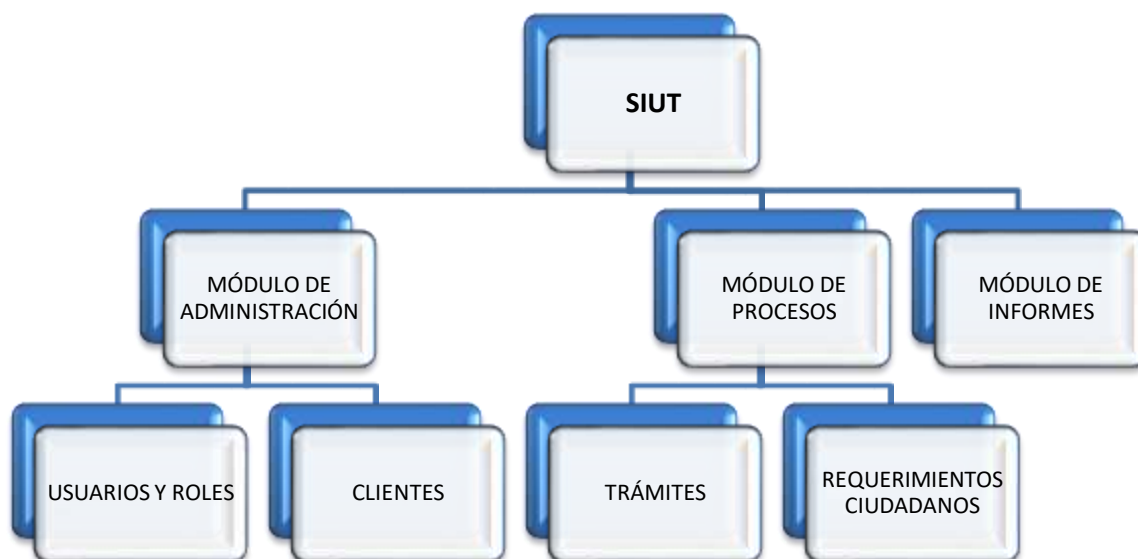 SIUT
MÓDULO DE
ADMINISTRACIÓN
MÓDULO DE
PROCESOS
MÓDULO DE
INFORMES
USUARIOS Y ROLES
CLIENTES
TRÁMITES
REQUERIMIENTOS
CIUDADANOS